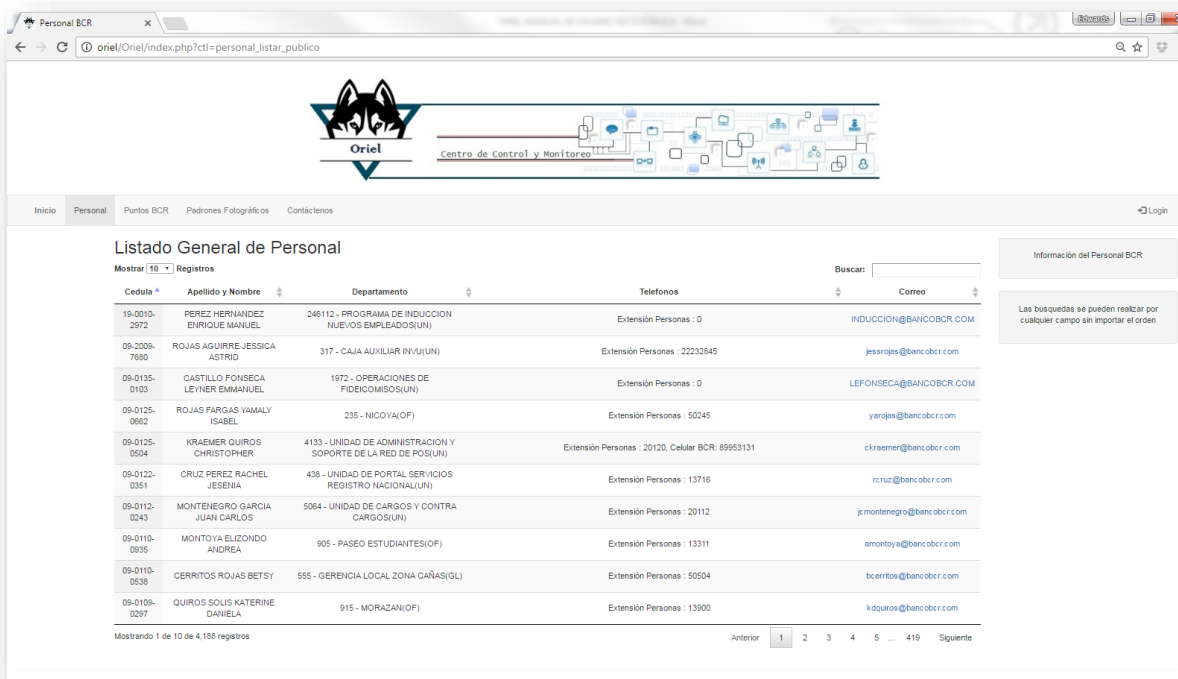 Personal BCR
Edwards
oriel/Oriel/index.php?ctl=personal_listar_publico
Oriel
Centro de Control y Monitoreo
Inicio Personal Puntos BCR Padrones Fotográficos Contáctenos Login
Listado General de Personal
Mostrar 10 Registros Buscar:
Cedula Apellido y Nombre Departamento Telefonos Correo
19-0010-2972 PEREZ HERNANDEZ ENRIQUE MANUEL 246112 - PROGRAMA DE INDUCCION NUEVOS EMPLEADOS(UN) Extensión Personas : 0 INDUCCION@BANCOBCR.COM
09-2009-7680 ROJAS AGUIRRE JESSICA ASTRID 317 - CAJA AUXILIAR INVU(UN) Extensión Personas : 22232845 jessrojas@bancobcr.com
09-0135-0103 CASTILLO FONSECA LEYNER EMMANUEL 1972 - OPERACIONES DE FIDEICOMISOS(UN) Extensión Personas : 0 LEFONSECA@BANCOBCR.COM
09-0125-0662 ROJAS FARGAS YAMALY ISABEL 235 - NICOYA(OF) Extensión Personas : 50245 yarojas@bancobcr.com
09-0125-0504 KRAEMER QUIROS CHRISTOPHER 4133 - UNIDAD DE ADMINISTRACION Y SOPORTE DE LA RED DE POS(UN) Extensión Personas : 20120, Celular BCR: 89953131 ckraemer@bancobcr.com
09-0122-0351 CRUZ PEREZ RACHEL JESENIA 438 - UNIDAD DE PORTAL SERVICIOS REGISTRO NACIONAL(UN) Extensión Personas : 13716 rcruz@bancobcr.com
09-0112-0243 MONTENEGRO GARCIA JUAN CARLOS 5064 - UNIDAD DE CARGOS Y CONTRA CARGOS(UN) Extensión Personas : 20112 jcmontenegro@bancobcr.com
09-0110-0935 MONTOYA ELIZONDO ANDREA 905 - PASEO ESTUDIANTES(OF) Extensión Personas : 13311 amontoya@bancobcr.com
09-0110-0538 CERRITOS ROJAS BETSY 555 - GERENCIA LOCAL ZONA CAÑAS(GL) Extensión Personas : 50504 bcerritos@bancobcr.com
09-0109-0297 QUIROS SOLIS KATERINE DANIELA 915 - MORAZAN(OF) Extensión Personas : 13900 kdquiros@bancobcr.com
Mostrando 1 de 10 de 4,188 registros Anterior 1 2 3 4 5 ... 419 Siguiente
Información del Personal BCR
Las busquedas se pueden realizar por
cualquier campo sin importar el orden